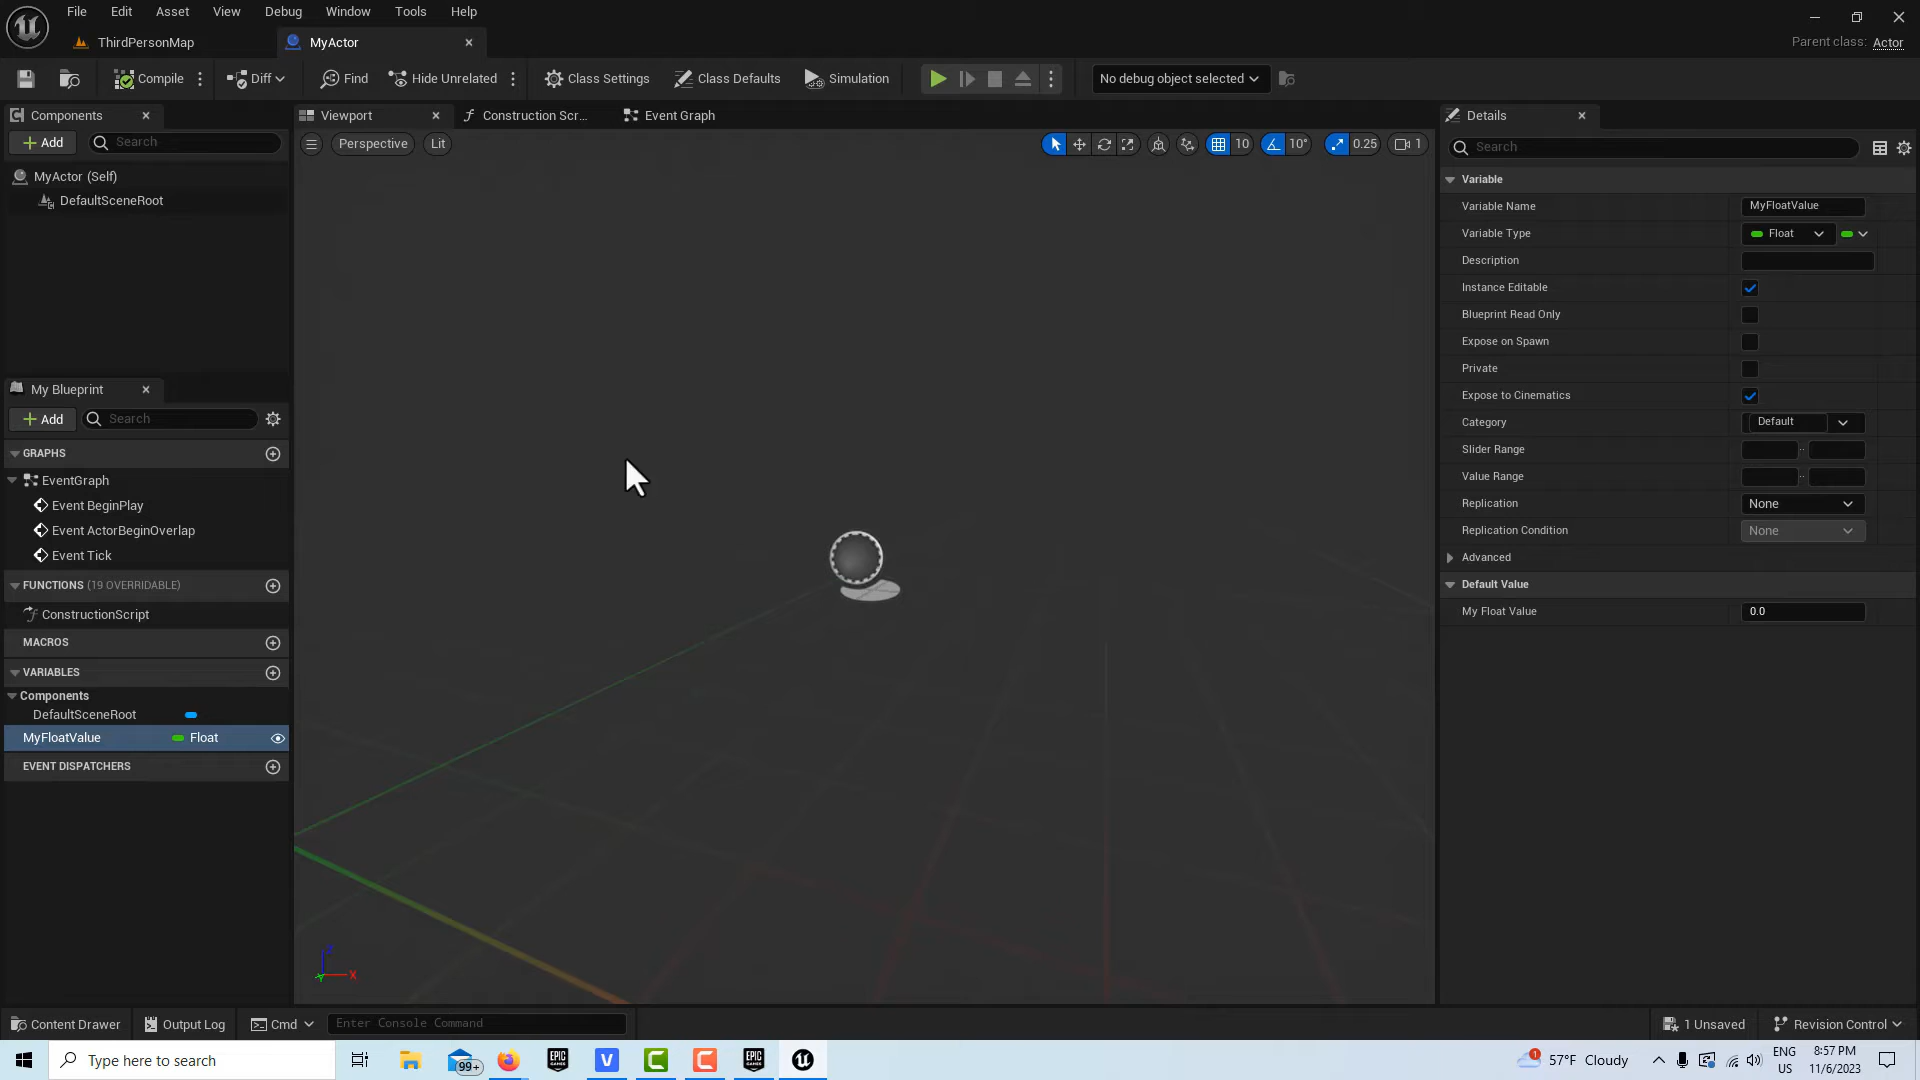 File Edit Asset View Debug Window Tools Help
ThirdPersonMap
MyActor
Parent class: Actor
Compile
Diff
Find
Hide Unrelated
Class Settings
Class Defaults
Simulation
No debug object selected
Components
Add
Search
MyActor (Self)
DefaultSceneRoot
My Blueprint
Add
Search
GRAPHS
EventGraph
Event BeginPlay
Event ActorBeginOverlap
Event Tick
FUNCTIONS (19 OVERRIDABLE)
ConstructionScript
MACROS
VARIABLES
Components
DefaultSceneRoot
MyFloatValue Float
EVENT DISPATCHERS
Viewport
Construction Scr...
Event Graph
Perspective
Lit
10
10°
0.25
1
Z
X
Y
Details
Search
Variable
Variable Name MyFloatValue
Variable Type Float
Description
Instance Editable
Blueprint Read Only
Expose on Spawn
Private
Expose to Cinematics
Category Default
Slider Range ..
Value Range ..
Replication None
Replication Condition None
Advanced
Default Value
My Float Value 0.0
Content Drawer
Output Log
Cmd
Enter Console Command
1 Unsaved
Revision Control
Type here to search
99+
EPIC GAMES
V
C
C
EPIC GAMES
1
57°F Cloudy
ENG
US
8:57 PM
11/6/2023